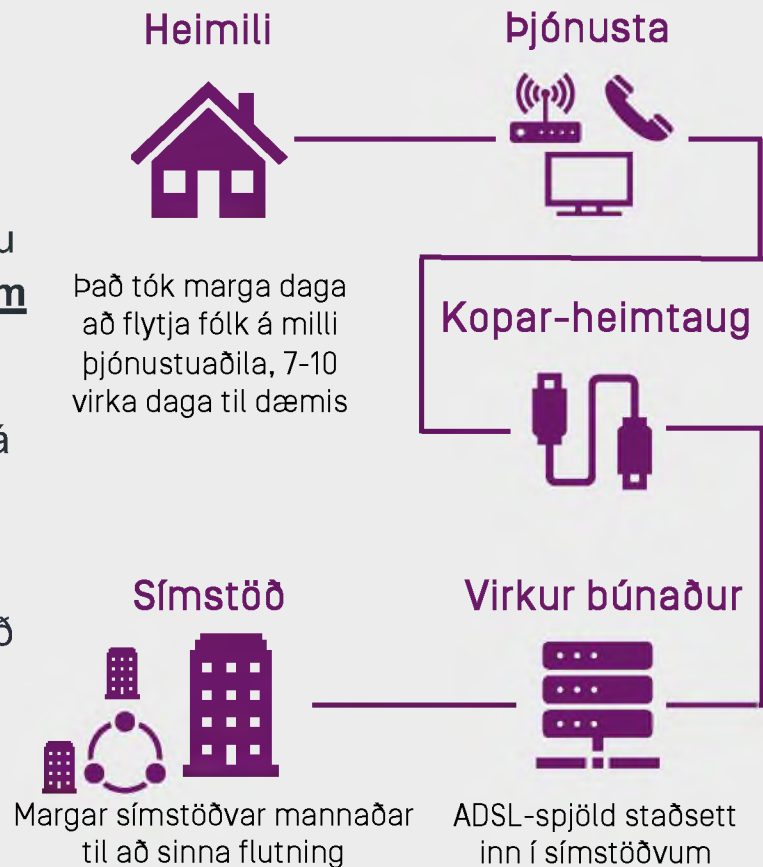 Heimili
Það tók marga daga
að flytja fólk á milli
þjónustuaðila, 7-10
virka daga til dæmis
Þjónusta
Kopar-heimtaug
Virkur búnaður
ADSL-spjöld staðsett
inn í símstöðvum
Símstöð
Margar símstöðvar mannaðar
til að sinna flutning